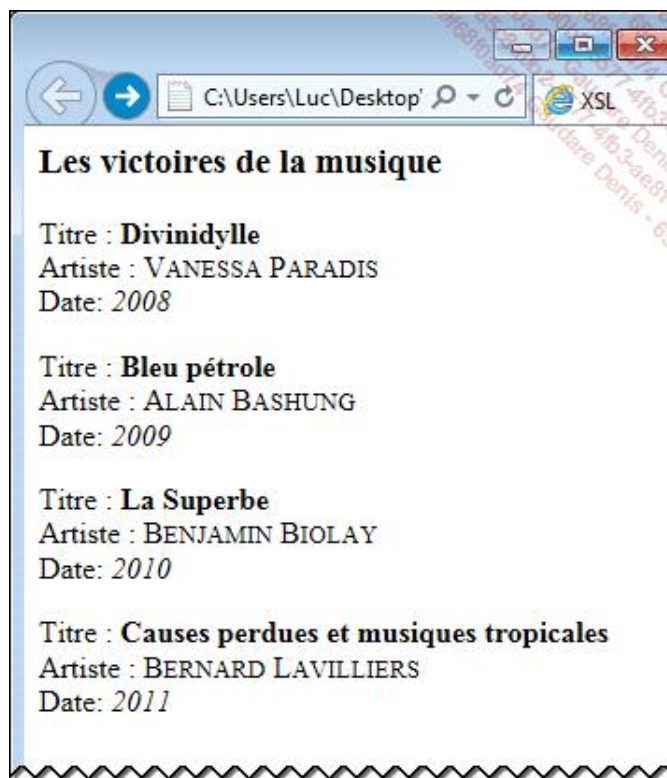 C:\Users\Luc\Desktop\
XSL
Les victoires de la musique
Titre : Divinidylle
Artiste : VANESSA PARADIS
Date: 2008
Titre : Bleu pétrole
Artiste : ALAIN BASHUNG
Date: 2009
Titre : La Superbe
Artiste : BENJAMIN BIOLAY
Date: 2010
Titre : Causes perdues et musiques tropicales
Artiste : BERNARD LAVILLIERS
Date: 2011